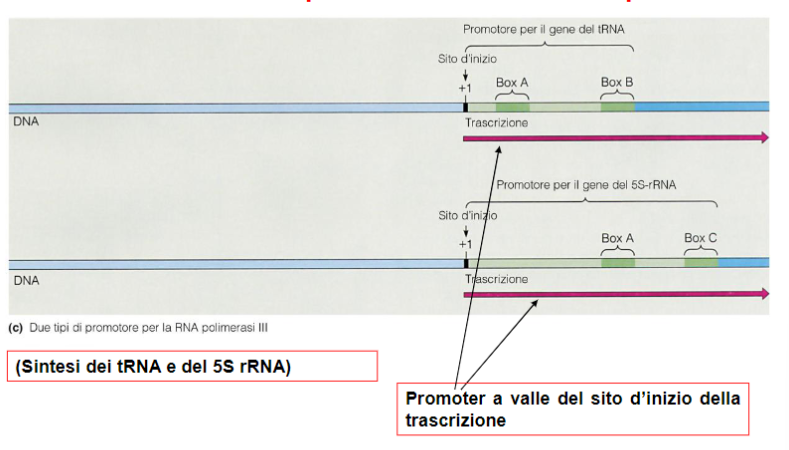 Promotore per il gene del tRNA
Sito d'inizio
+1
Box A
Box B
DNA
Trascrizione
Promotore per il gene del 5S-rRNA
Sito d'inizio
+1
Box A
Box C
DNA
Trascrizione
(c) Due tipi di promotore per la RNA polimerasi III
(Sintesi dei tRNA e del 5S rRNA)
Promoter a valle del sito d'inizio della
trascrizione